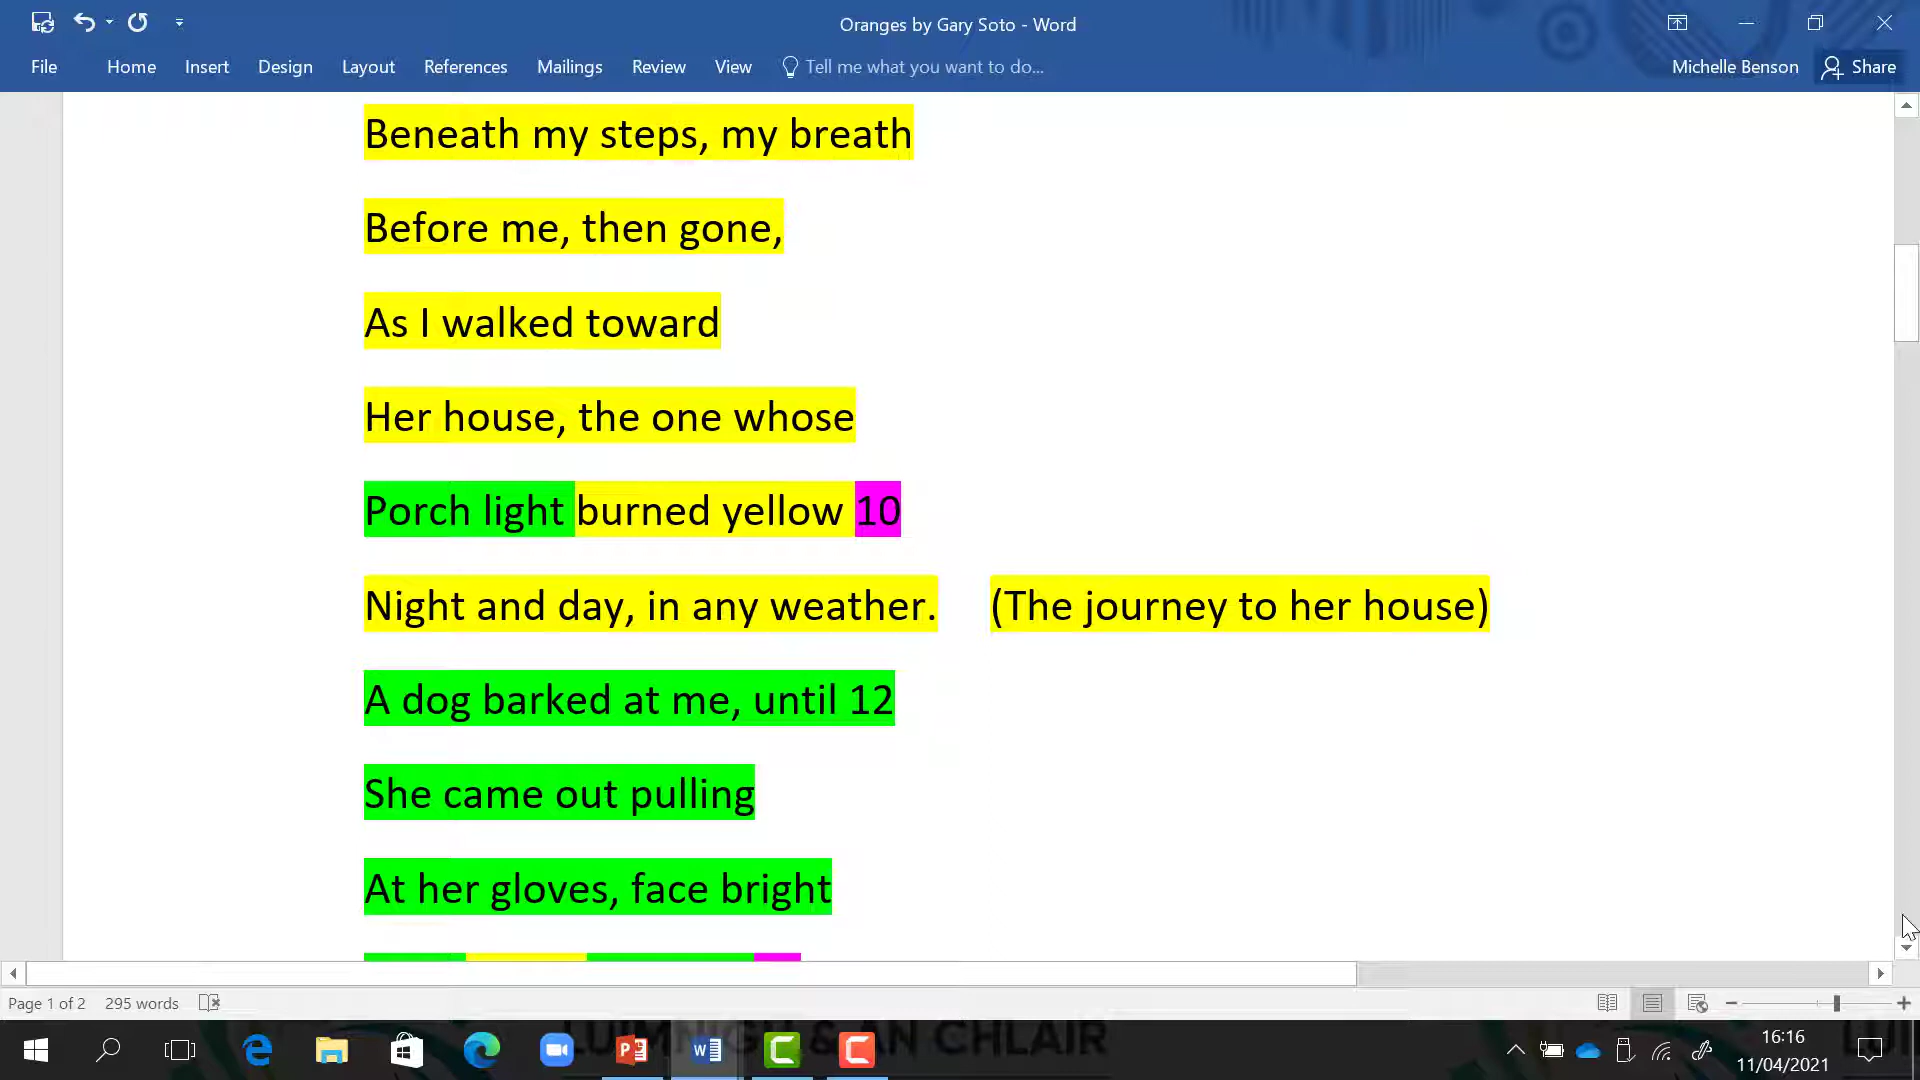 Oranges by Gary Soto - Word
File Home Insert Design Layout References Mailings Review View Tell me what you want to do... Michelle Benson Share
Beneath my steps, my breath
Before me, then gone,
As I walked toward
Her house, the one whose
Porch light burned yellow 10
Night and day, in any weather. (The journey to her house)
A dog barked at me, until 12
She came out pulling
At her gloves, face bright
Page 1 of 2 295 words
& AN CHLAIR
16:16
11/04/2021